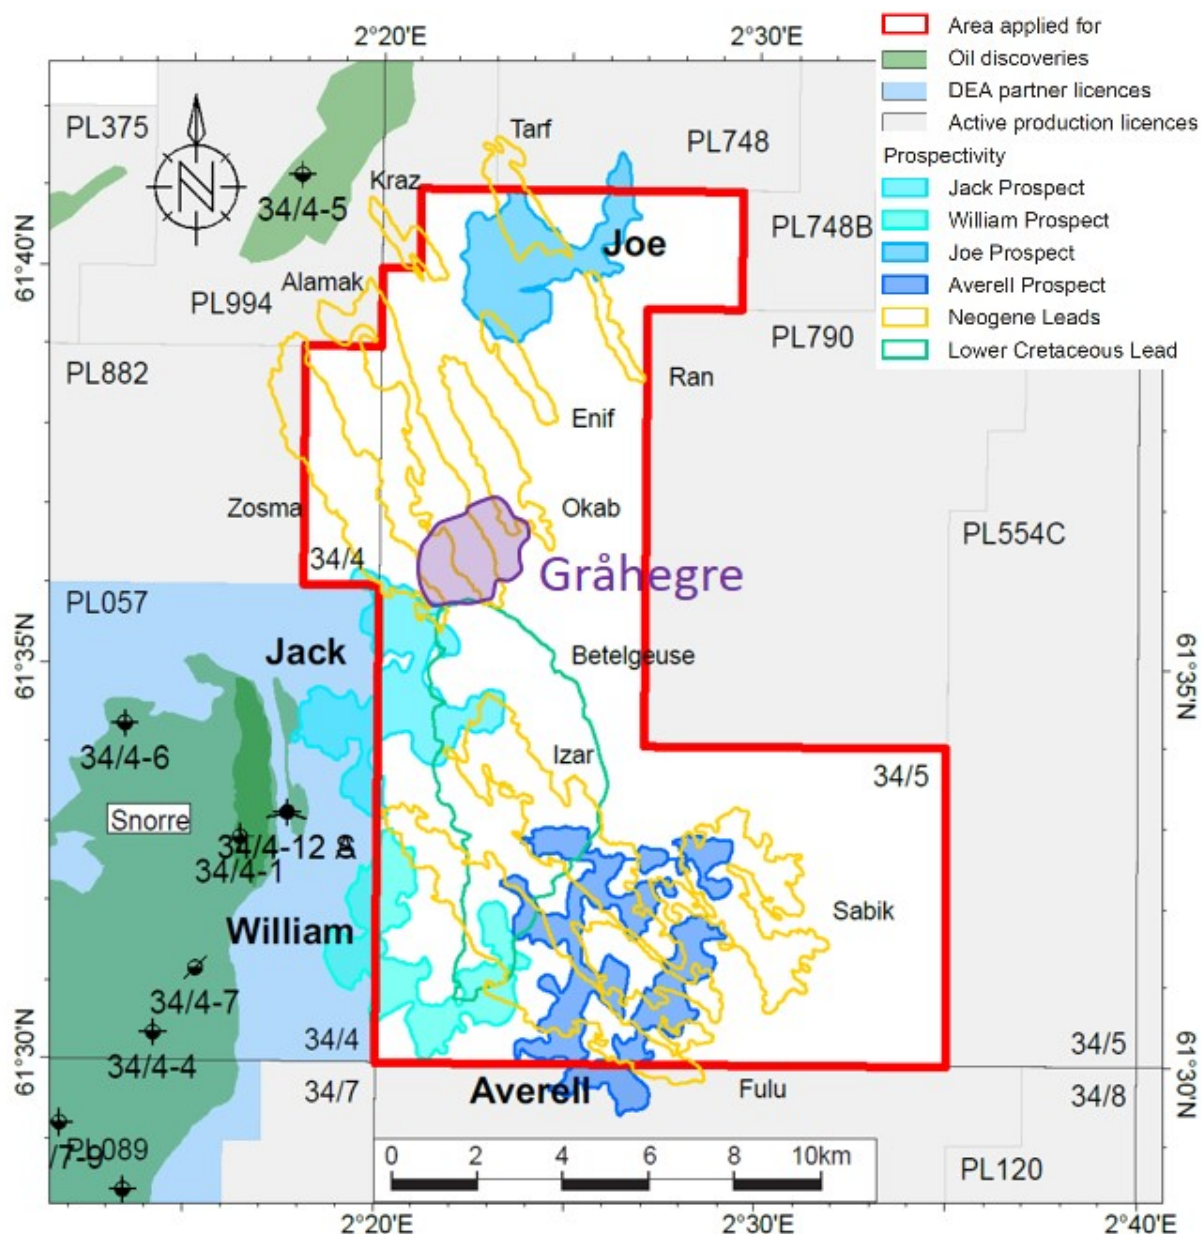 2°20'E
2°30'E
Area applied for
Oil discoveries
DEA partner licences
Active production licences
Prospectivity
Jack Prospect
William Prospect
Joe Prospect
Averell Prospect
Neogene Leads
Lower Cretaceous Lead
PL375
Tarf
PL748
N
34/4-5
Kraz
PL748B
61°40'N
Joe
Alamak
PL994
PL790
PL882
Ran
Enif
Zosma
Okab
PL554C
34/4
Gråhegre
PL057
61°35'N
Jack
Betelgeuse
61°35'N
34/4-6
Izar
34/5
Snorre
34/4-12
34/4-1
William
Sabik
34/4-7
61°30'N
34/4
34/5
34/4-4
61°30'N
34/7
Averell
Fulu
34/8
/7-9
PL089
0 2 4 6 8 10km
PL120
2°20'E
2°30'E
2°40'E